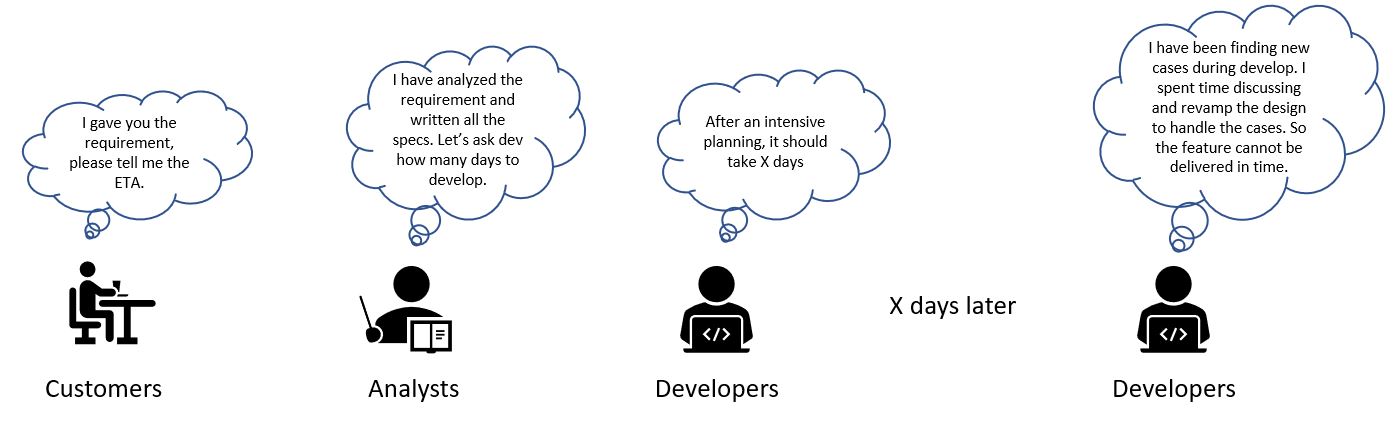 I gave you the
requirement,
please tell me the
ETA.
Customers
I have analyzed the
requirement and
written all the
specs. Let's ask dev
how many days to
develop.
Analysts
After an intensive
planning, it should
take X days
</>
Developers
X days later
I have been finding new
cases during develop. I
spent time discussing
and revamp the design
to handle the cases. So
the feature cannot be
delivered in time.
</>
Developers